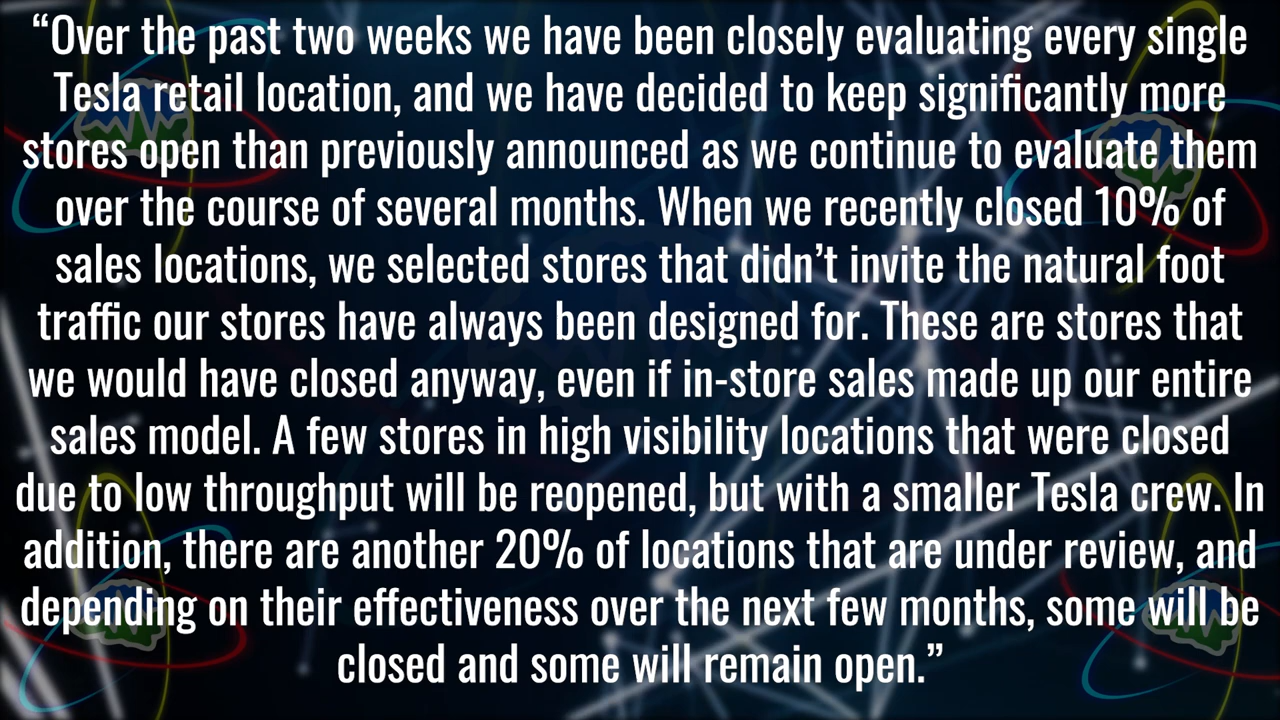 “Over the past two weeks we have been closely evaluating every single
Tesla retail location, and we have decided to keep significantly more
stores open than previously announced as we continue to evaluate them
over the course of several months. When we recently closed 10% of
sales locations, we selected stores that didn’t invite the natural foot
traffic our stores have always been designed for. These are stores that
we would have closed anyway, even if in-store sales made up our entire
sales model. A few stores in high visibility locations that were closed
due to low throughput will be reopened, but with a smaller Tesla crew. In
addition, there are another 20% of locations that are under review, and
depending on their effectiveness over the next few months, some will be
closed and some will remain open.”